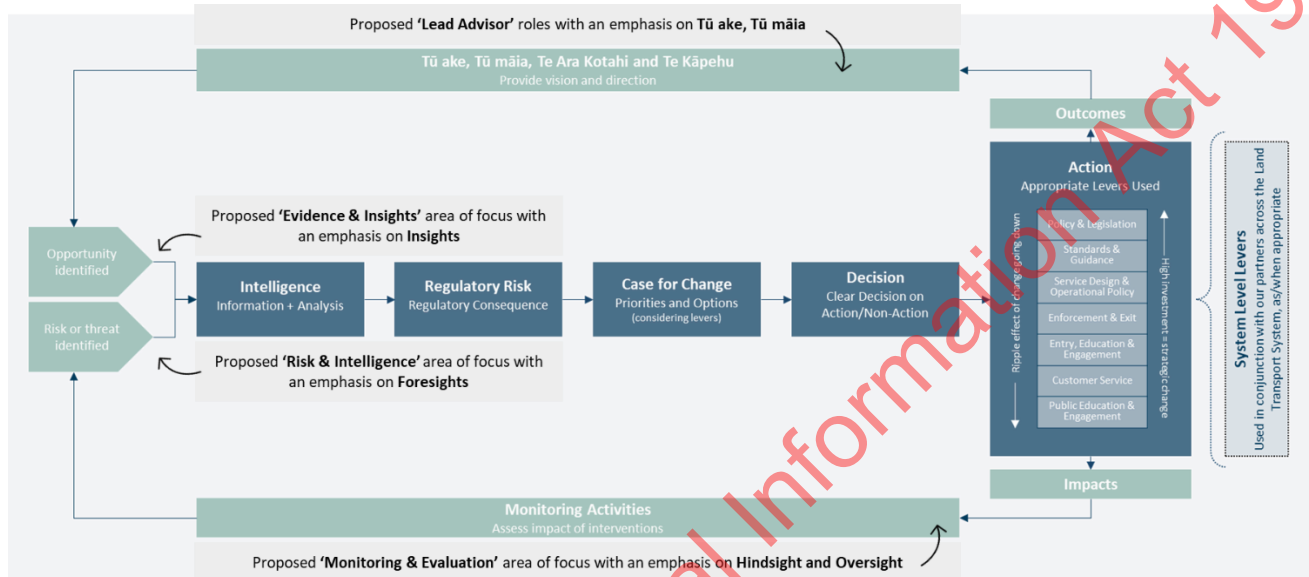 Proposed 'Lead Advisor' roles with an emphasis on Tū ake, Tū māia
Tū ake, Tū māia, Te Ara Kotahi and Te Kāpehu
Provide vision and direction
Outcomes
Action
Appropriate Levers Used
Policy & Legislation
Standards &
Guidance
Service Design &
Operational Policy
Enforcement & Exit
Entry, Education &
Engagement
Customer Service
Public Education &
Engagement
Ripple effect of change going down
High investment = strategic change
System Level Levers
Used in conjunction with our partners across the Land
Transport System, as/when appropriate
Proposed 'Evidence & Insights' area of focus with
an emphasis on Insights
Opportunity
identified
Risk or threat
identified
Intelligence
Information + Analysis
Regulatory Risk
Regulatory Consequence
Case for Change
Priorities and Options
(considering levers)
Decision
Clear Decision on
Action/Non-Action
Proposed 'Risk & Intelligence' area of focus with
an emphasis on Foresights
Impacts
Monitoring Activities
Assess impact of interventions
Proposed 'Monitoring & Evaluation' area of focus with an emphasis on Hindsight and Oversight
Information Act 19